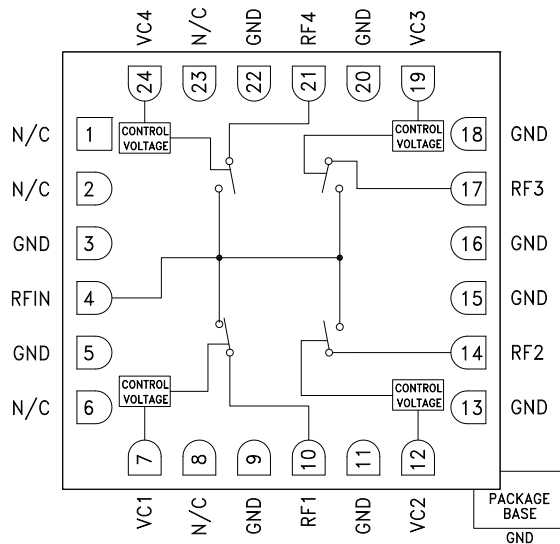 VC4
N/C
GND
RF4
GND
VC3
24
23
22
21
20
19
N/C
1
CONTROL
VOLTAGE
CONTROL
VOLTAGE
18
GND
N/C
2
17
RF3
GND
3
16
GND
RFIN
4
15
GND
GND
5
14
RF2
N/C
6
CONTROL
VOLTAGE
CONTROL
VOLTAGE
13
GND
7
8
9
10
11
12
VC1
N/C
GND
RF1
GND
VC2
PACKAGE
BASE
GND